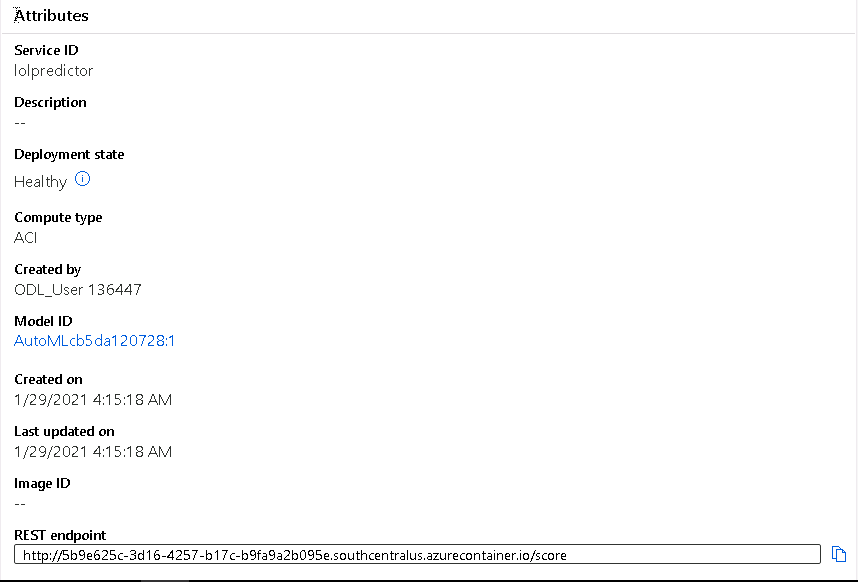 Attributes
Service ID
lolpredictor
Description
--
Deployment state
Healthy
Compute type
ACI
Created by
ODL_User 136447
Model ID
AutoMLcb5da120728:1
Created on
1/29/2021 4:15:18 AM
Last updated on
1/29/2021 4:15:18 AM
Image ID
--
REST endpoint
http://5b9e625c-3d16-4257-b17c-b9fa9a2b095e.southcentralus.azurecontainer.io/score